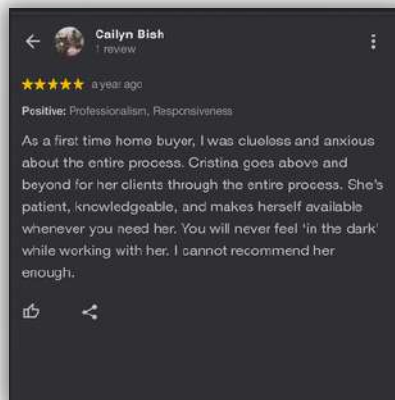 Cailyn Bish
1 review
a year ago
Positive: Professionalism, Responsiveness
As a first time home buyer, I was clueless and anxious
about the entire process. Cristina goes above and
beyond for her clients through the entire process. She's
patient, knowledgeable, and makes herself available
whenever you need her. You will never feel 'in the dark'
while working with her. I cannot recommend her
enough.